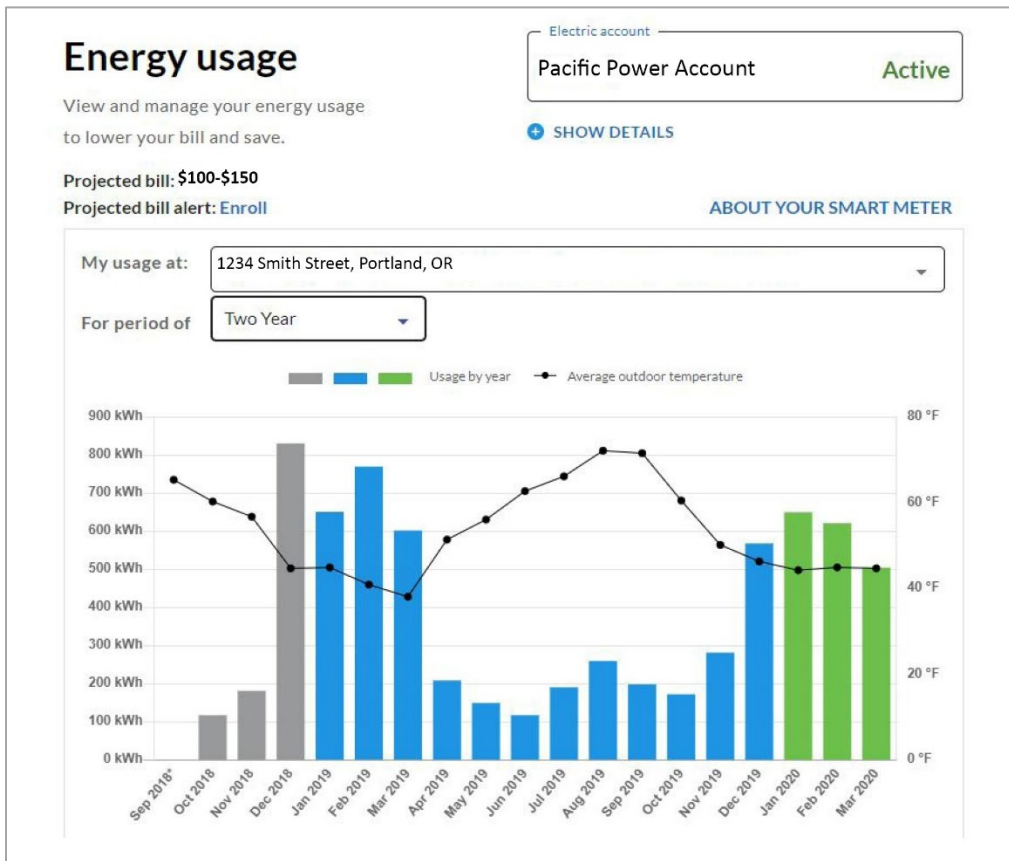 Energy usage
View and manage your energy usage
to lower your bill and save.
Electric account
Pacific Power Account
Active
SHOW DETAILS
Projected bill: $100-$150
Projected bill alert: Enroll
ABOUT YOUR SMART METER
My usage at:
1234 Smith Street, Portland, OR
For period of
Two Year
Usage by year
Average outdoor temperature
900 kWh
800 kWh
700 kWh
600 kWh
500 kWh
400 kWh
300 kWh
200 kWh
100 kWh
0 kWh
80 °F
60 °F
40 °F
20 °F
0 °F
Sep 2018*
Oct 2018
Nov 2018
Dec 2018
Jan 2019
Feb 2019
Mar 2019
Apr 2019
May 2019
Jun 2019
Jul 2019
Aug 2019
Sep 2019
Oct 2019
Nov 2019
Dec 2019
Jan 2020
Feb 2020
Mar 2020